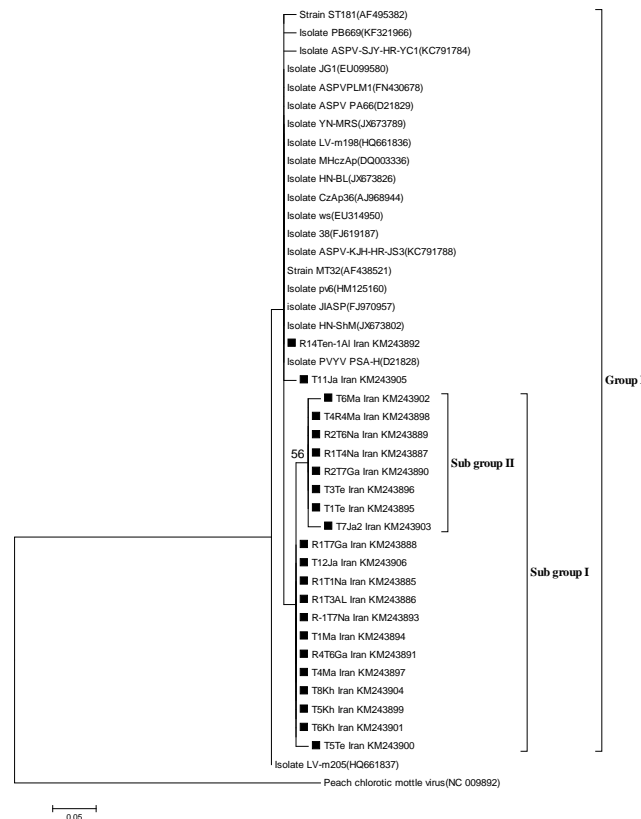 Strain ST181(AF495382)
Isolate PB669(KF321966)
Isolate ASPV-SJY-HR-YC1(KC791784)
Isolate JG1(EU099580)
Isolate ASPVPLM1(FN430678)
Isolate ASPV PA66(D21829)
Isolate YN-MRS(JX673789)
Isolate LV-m198(HQ661836)
Isolate MHczAp(DQ003336)
Isolate HN-BL(JX673826)
Isolate CzAp36(AJ968944)
Isolate ws(EU314950)
Isolate 38(FJ619187)
Isolate ASPV-KJH-HR-JS3(KC791788)
Strain MT32(AF438521)
Isolate pv6(HM125160)
isolate JIASP(FJ970957)
Isolate HN-ShM(JX673802)
R14Ten-1Al Iran KM243892
Isolate PVYV PSA-H(D21828)
T11Ja Iran KM243905
Group
T6Ma Iran KM243902
T4R4Ma Iran KM243898
R2T6Na Iran KM243889
56
R1T4Na Iran KM243887
Sub group II
R2T7Ga Iran KM243890
T3Te Iran KM243896
T1Te Iran KM243895
T7Ja2 Iran KM243903
R1T7Ga Iran KM243888
T12Ja Iran KM243906
Sub group I
R1T1Na Iran KM243885
R1T3AL Iran KM243886
R-1T7Na Iran KM243893
T1Ma Iran KM243894
R4T6Ga Iran KM243891
T4Ma Iran KM243897
T8Kh Iran KM243904
T5Kh Iran KM243899
T6Kh Iran KM243901
T5Te Iran KM243900
Isolate LV-m205(HQ661837)
Peach chlorotic mottle virus(NC 009892)
0.05